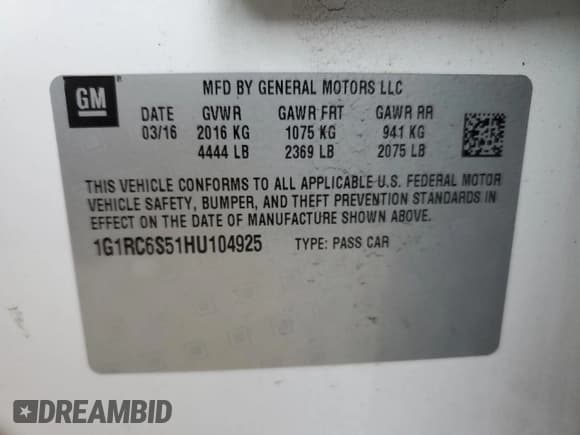 GM
MFD BY GENERAL MOTORS LLC
DATE GVWR GAWR FRT GAWR RR
03/16 2016 KG 1075 KG 941 KG
4444 LB 2369 LB 2075 LB
THIS VEHICLE CONFORMS TO ALL APPLICABLE U.S. FEDERAL MOTOR
VEHICLE SAFETY, BUMPER, AND THEFT PREVENTION STANDARDS IN
EFFECT ON THE DATE OF MANUFACTURE SHOWN ABOVE.
1G1RC6S51HU104925 TYPE: PASS CAR
DREAMBID